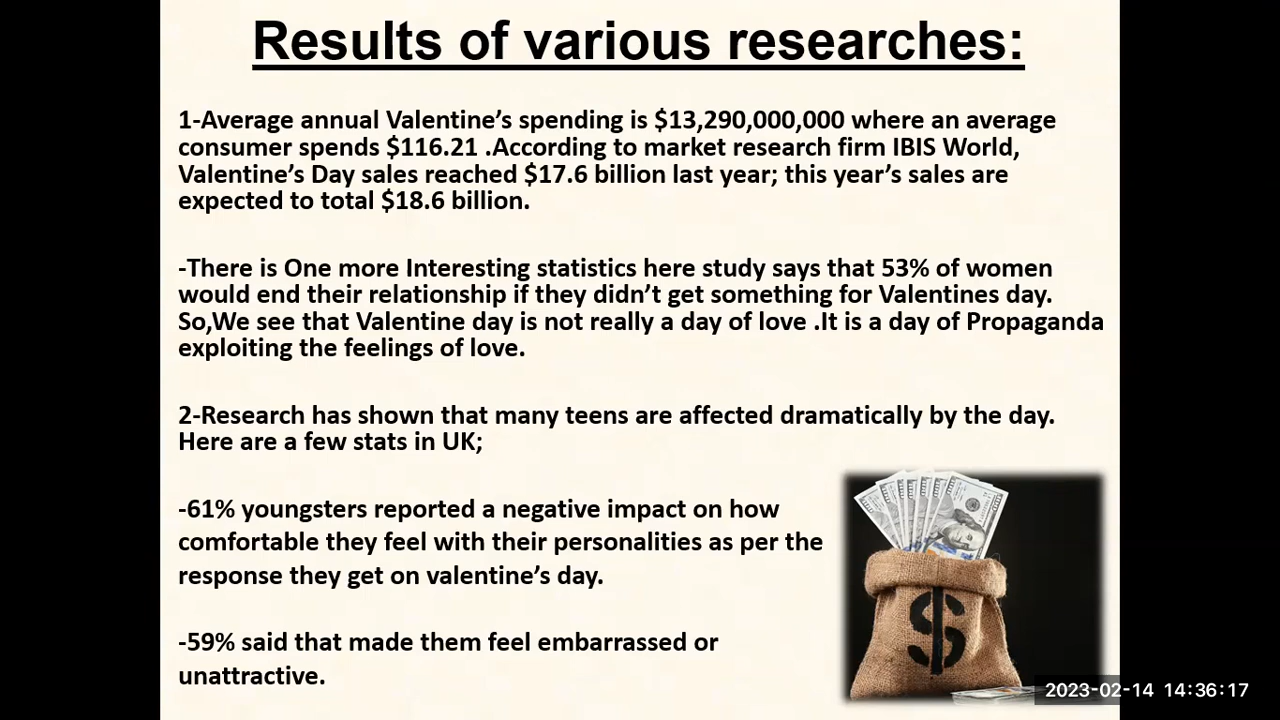 Results of various researches:
1-Average annual Valentine’s spending is $13,290,000,000 where an average
consumer spends $116.21 .According to market research firm IBIS World,
Valentine’s Day sales reached $17.6 billion last year; this year’s sales are
expected to total $18.6 billion.
-There is One more Interesting statistics here study says that 53% of women
would end their relationship if they didn’t get something for Valentines day.
So,We see that Valentine day is not really a day of love .It is a day of Propaganda
exploiting the feelings of love.
2-Research has shown that many teens are affected dramatically by the day.
Here are a few stats in UK;
-61% youngsters reported a negative impact on how
comfortable they feel with their personalities as per the
response they get on valentine’s day.
-59% said that made them feel embarrassed or
unattractive.
$
2023-02-14 14:36:17